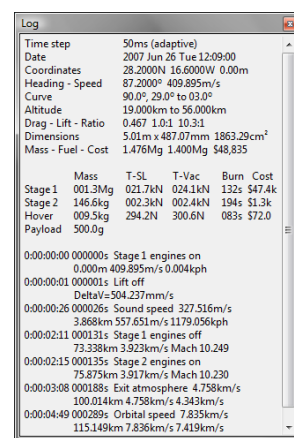 Log
Time step 50ms (adaptive)
Date 2007 Jun 26 Tue 12:09:00
Coordinates 28.2000N 16.6000W 0.00m
Heading - Speed 87.2000º 409.895m/s
Curve 90.0º, 29.0º to 03.0º
Altitude 19.000km to 56.000km
Drag - Lift - Ratio 0.467 1.0:1 10.3:1
Dimensions 5.01m x 487.07mm 1863.29cm²
Mass - Fuel - Cost 1.476Mg 1.400Mg $48,835
Mass T-SL T-Vac Burn Cost
Stage 1 001.3Mg 021.7kN 024.1kN 132s $47.4k
Stage 2 146.6kg 002.3kN 002.4kN 194s $1.3k
Hover 009.5kg 294.2N 300.6N 083s $72.0
Payload 500.0g
0:00:00:00 000000s Stage 1 engines on
0.000m 409.895m/s 0.004kph
0:00:00:01 000001s Lift off
DeltaV=504.237mm/s
0:00:00:26 000026s Sound speed 327.516m/s
3.868km 557.651m/s 1179.056kph
0:00:02:11 000131s Stage 1 engines off
73.338km 3.923km/s Mach 10.249
0:00:02:15 000135s Stage 2 engines on
75.875km 3.917km/s Mach 10.230
0:00:03:08 000188s Exit atmosphere 4.758km/s
100.014km 4.758km/s 4.343km/s
0:00:04:49 000289s Orbital speed 7.835km/s
115.149km 7.836km/s 7.419km/s